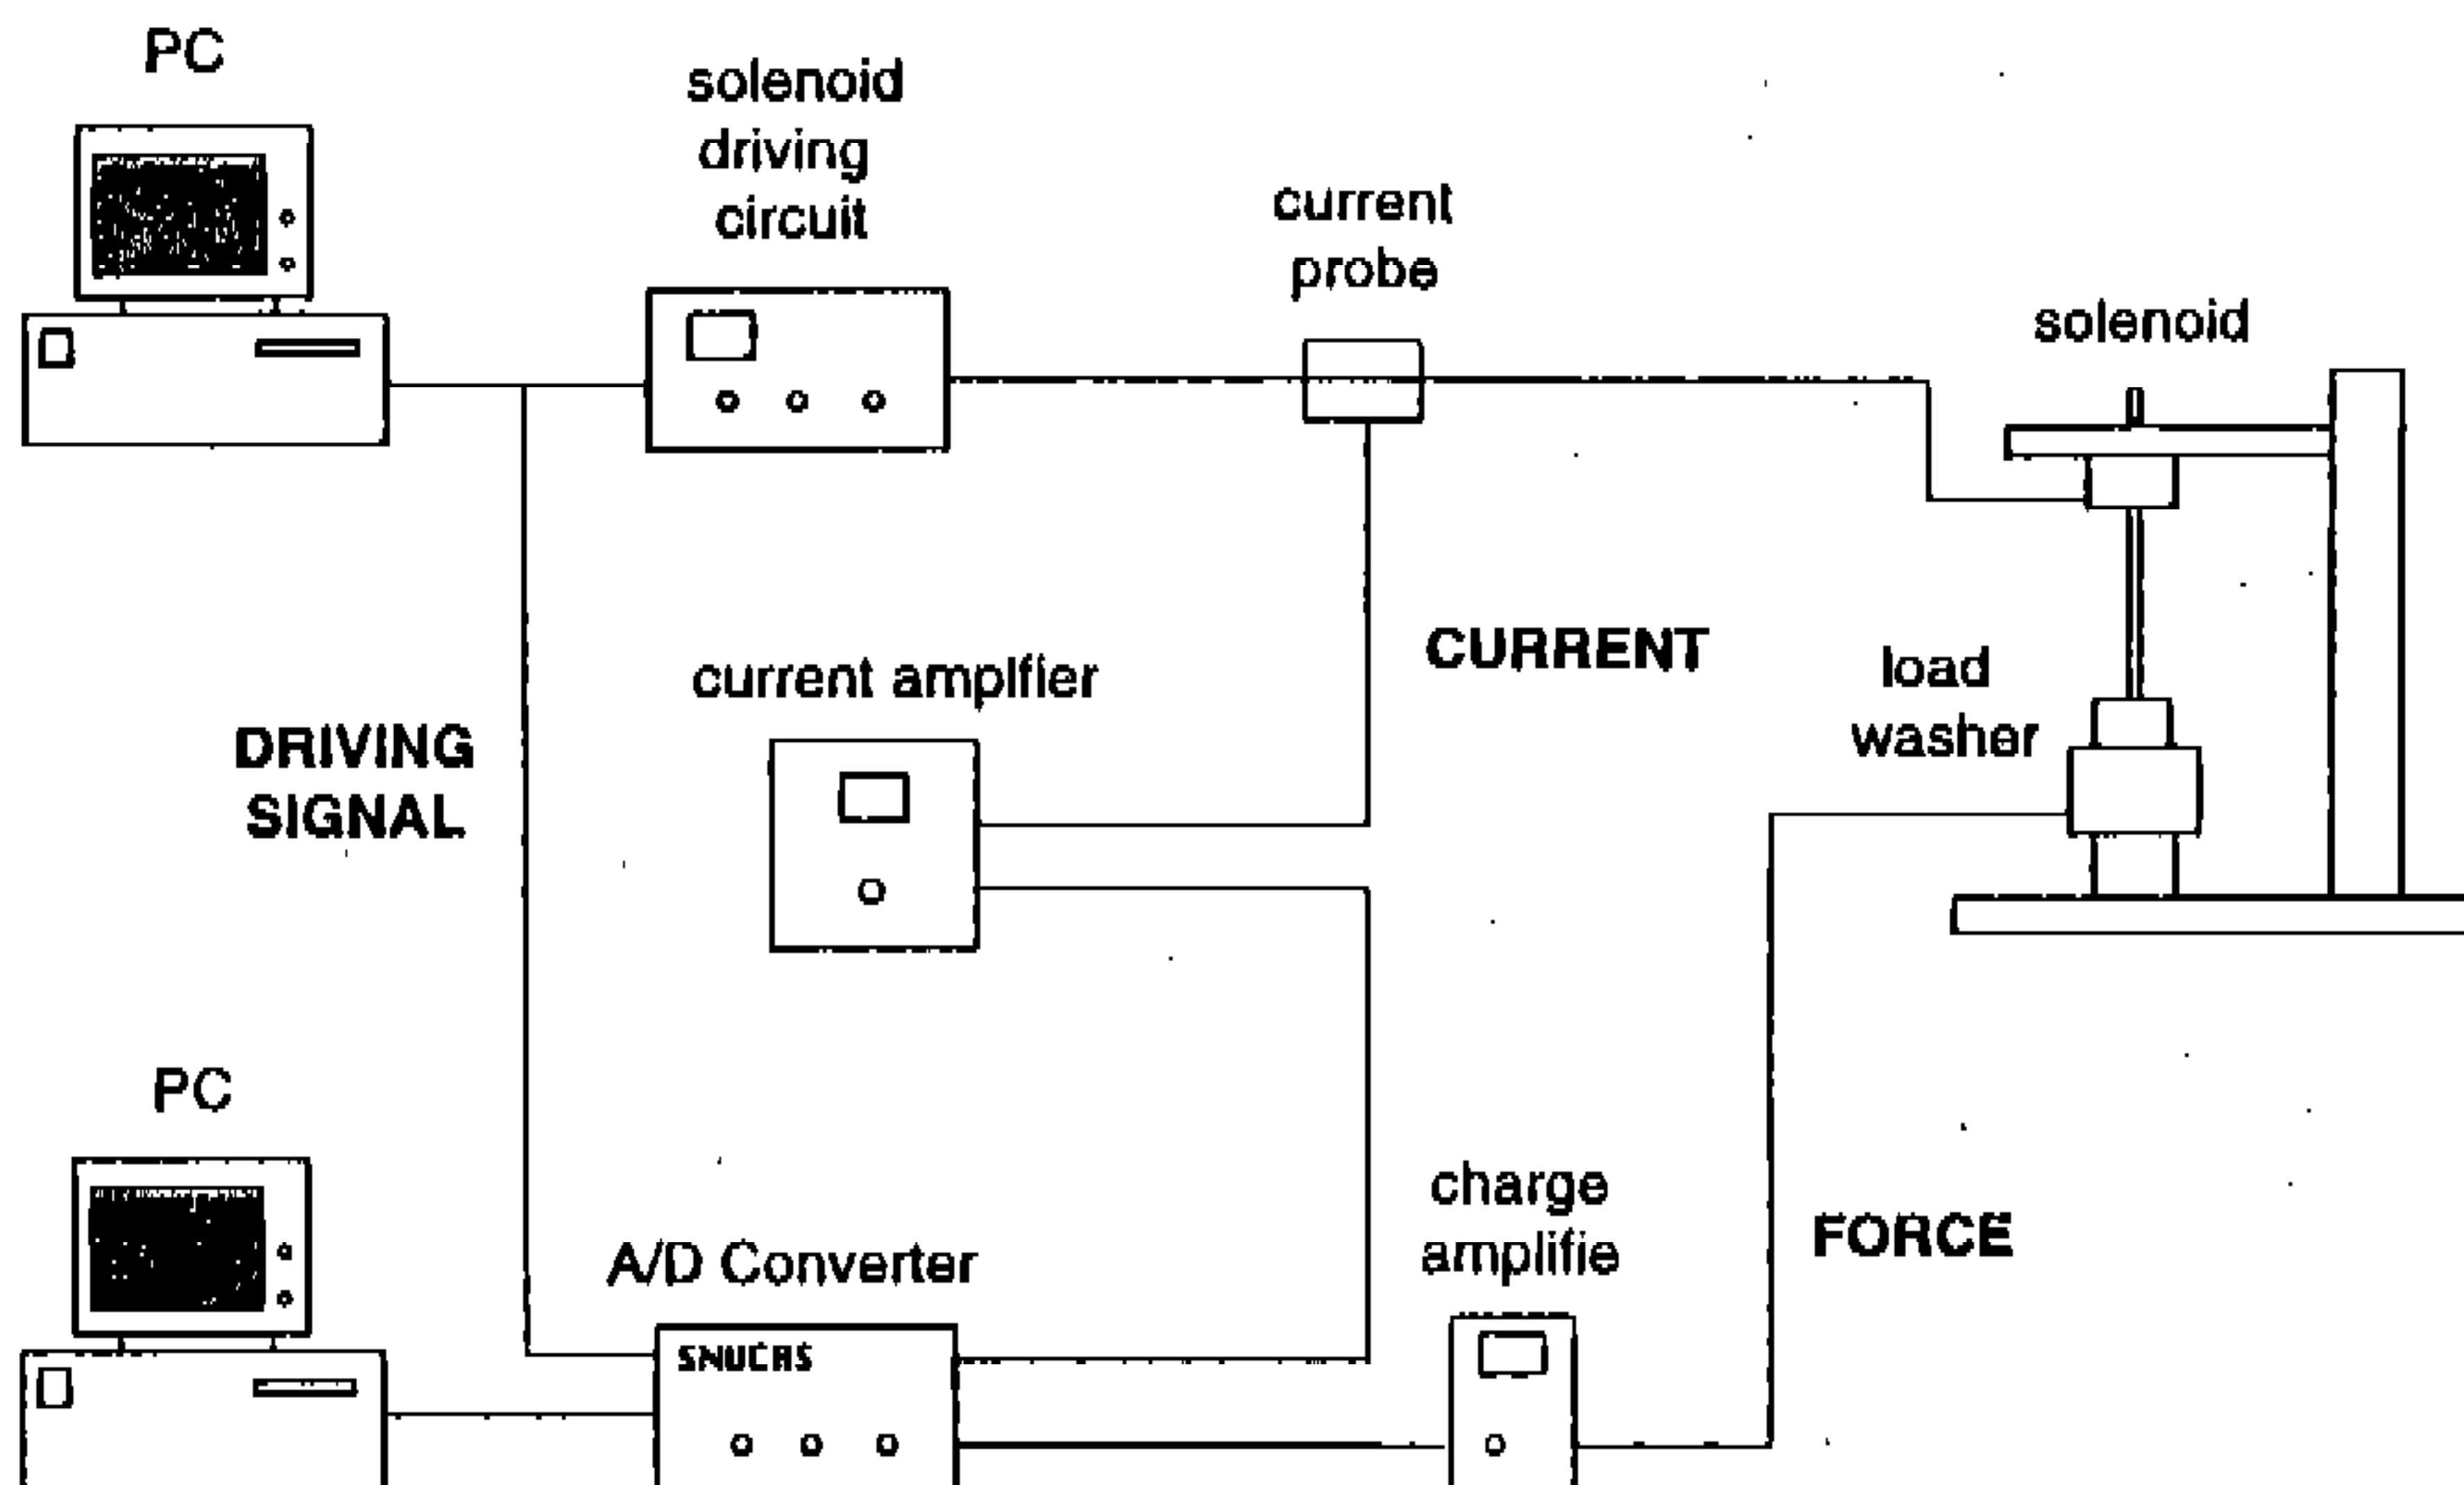 PC
solenoid
driving
circuit
current
probe
solenoid
CURRENT
current amplfier
load
washer
DRIVING
SIGNAL
PC
charge
amplifie
FORCE
A/D Converter
SNUCAS